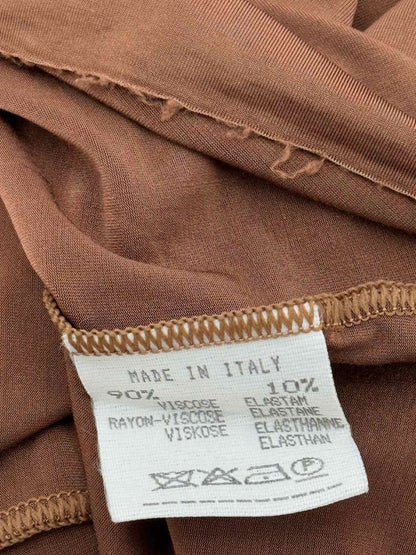 MADE IN ITALY
90% 10%
VISCOSE ELASTAM
RAYON-VISCOSE ELASTANE
VISKOSE ELASTHANNE
ELASTHAN
P